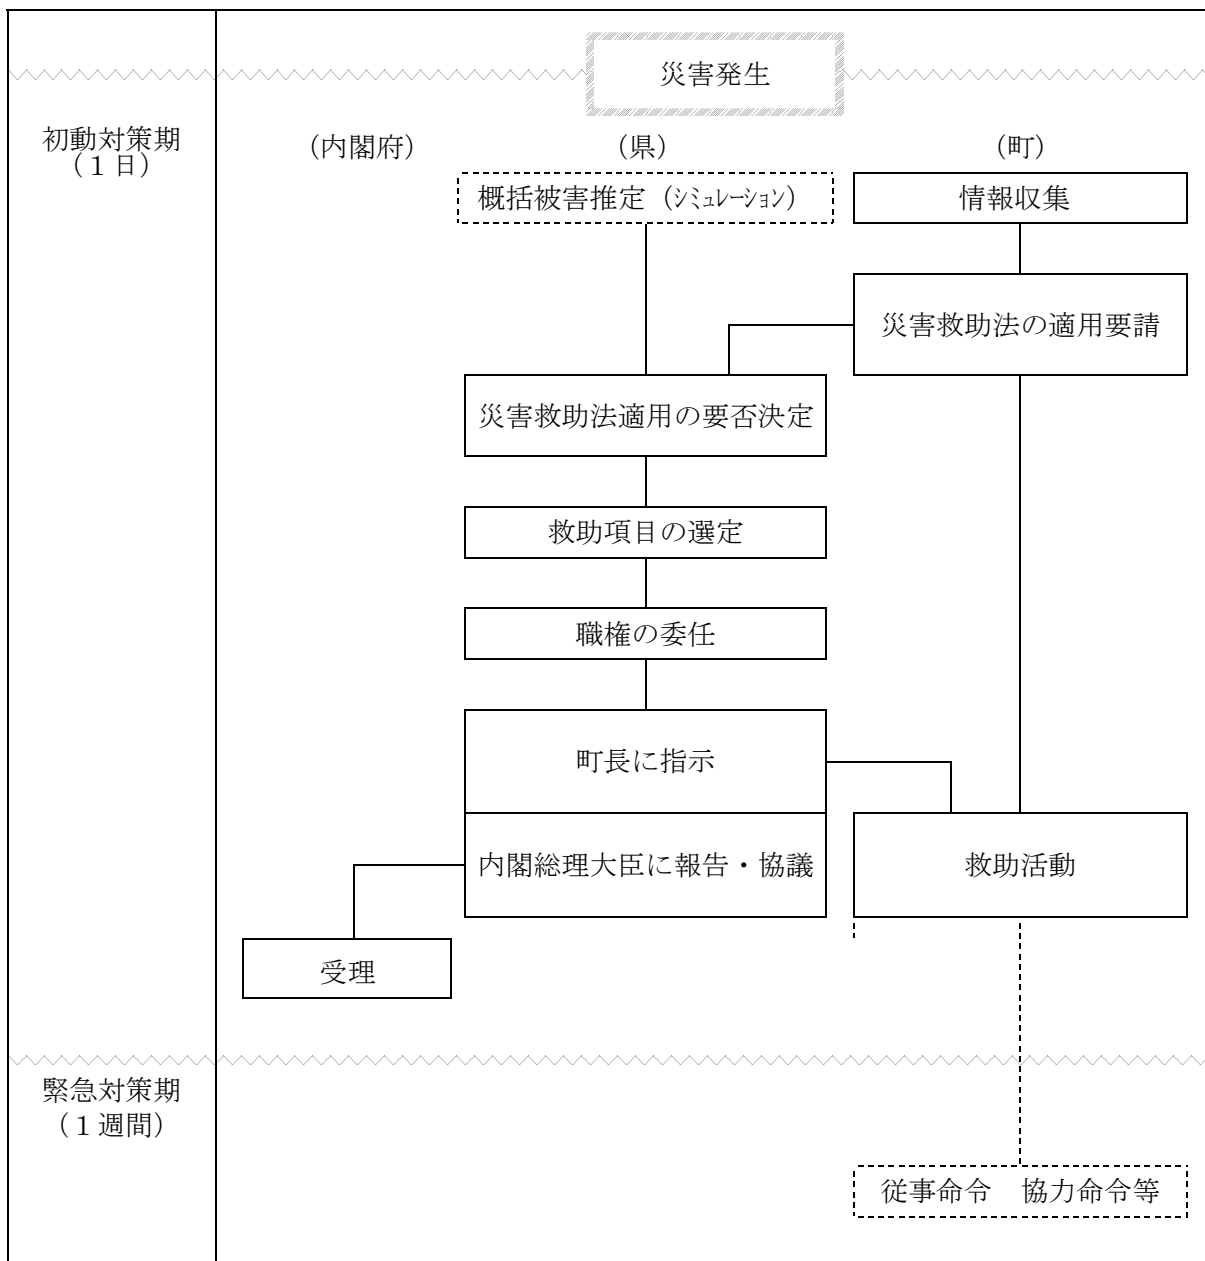 災害発生
初動対策期
（１日）
（内閣府）
（県）
（町）
概括被害推定（ｼﾐｭﾚｰｼｮﾝ）
情報収集
災害救助法の適用要請
災害救助法適用の要否決定
救助項目の選定
職権の委任
町長に指示
内閣総理大臣に報告・協議
救助活動
受理
緊急対策期
（１週間）
従事命令　協力命令等